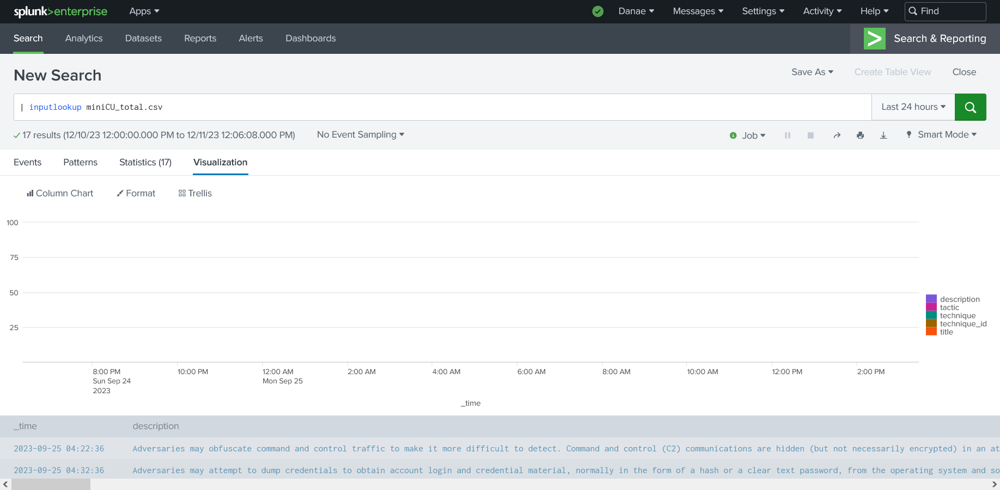 splunk>enterprise Apps Danae Messages Settings Activity Help Find
Search Analytics Datasets Reports Alerts Dashboards Search & Reporting
New Search Save As Create Table View Close
| inputlookup miniCU_total.csv Last 24 hours
17 results (12/10/23 12:00:00.000 PM to 12/11/23 12:06:08.000 PM) No Event Sampling Job Smart Mode
Events Patterns Statistics (17) Visualization
Column Chart Format Trellis
100
75
50
25
description
tactic
technique
technique_id
title
8:00 PM 10:00 PM 12:00 AM 2:00 AM 4:00 AM 6:00 AM 8:00 AM 10:00 AM 12:00 PM 2:00 PM
Sun Sep 24 Mon Sep 25
2023
_time
_time description
2023-09-25 04:22:36 Adversaries may obfuscate command and control traffic to make it more difficult to detect. Command and control (C2) communications are hidden (but not necessarily encrypted) in an at
2023-09-25 04:32:36 Adversaries may attempt to dump credentials to obtain account login and credential material, normally in the form of a hash or a clear text password, from the operating system and so